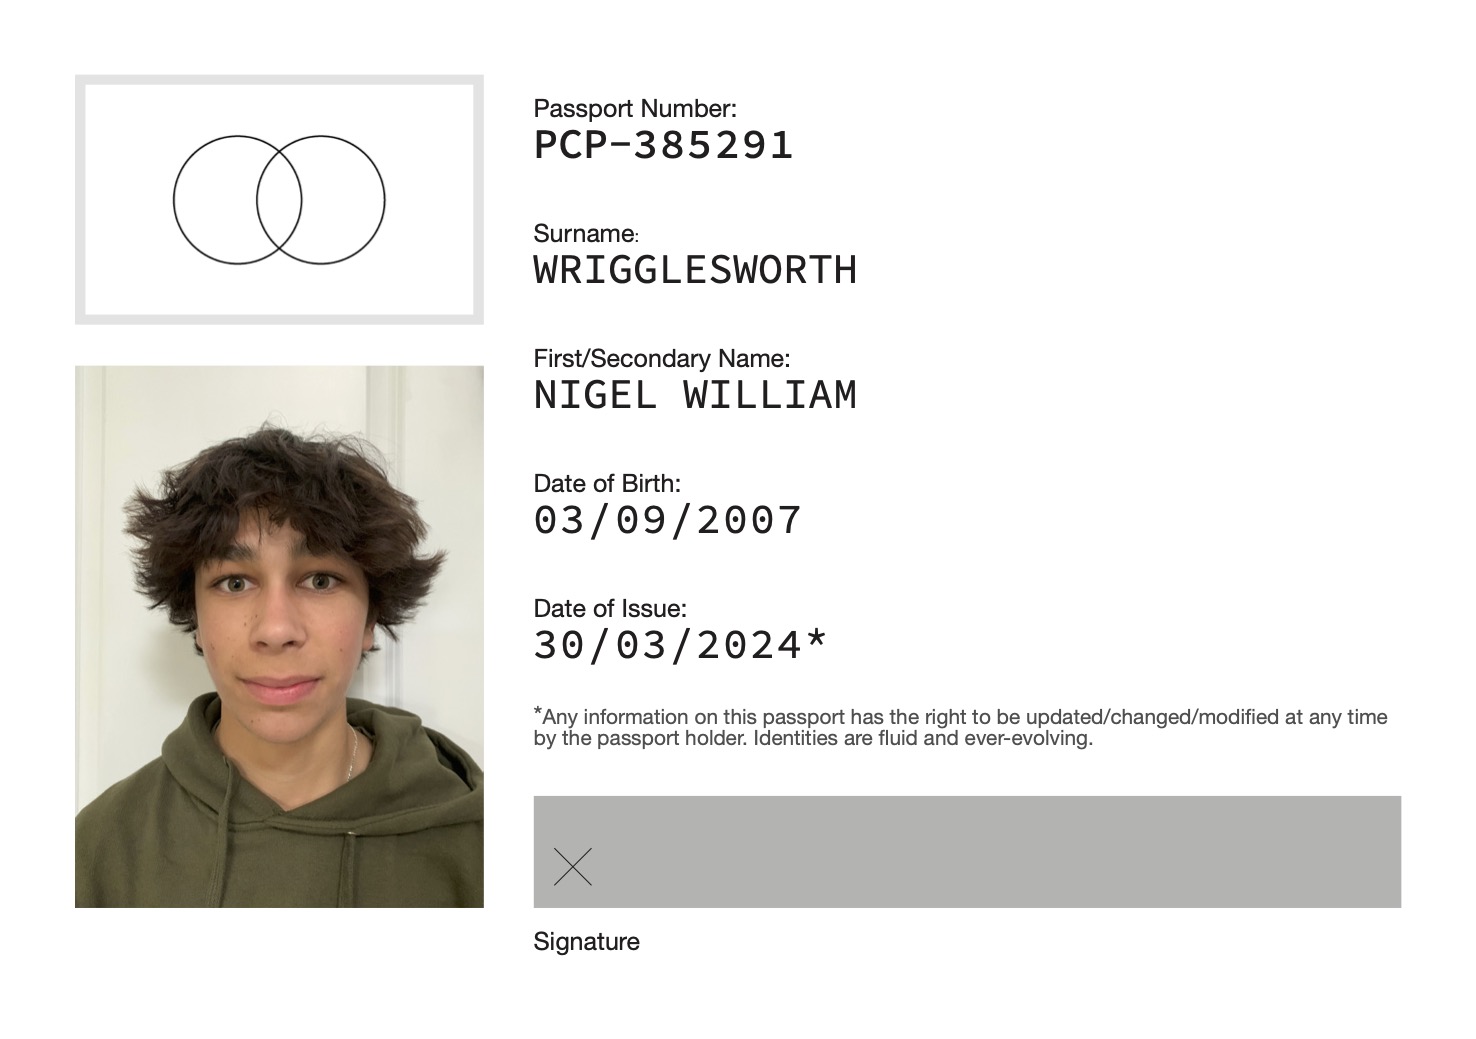 Passport Number:
PCP-385291
Surname:
WRIGGLESWORTH
First/Secondary Name:
NIGEL WILLIAM
Date of Birth:
03/09/2007
Date of Issue:
30/03/2024*
*Any information on this passport has the right to be updated/changed/modified at any time
by the passport holder. Identities are fluid and ever-evolving.
Signature